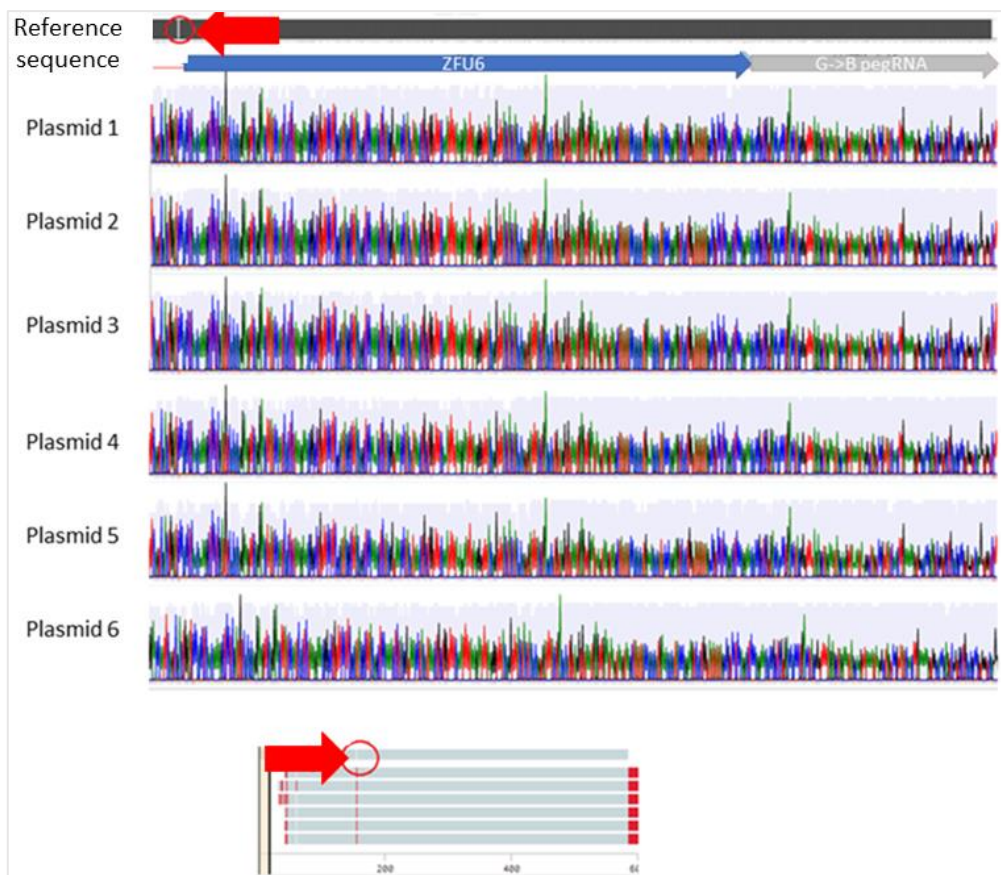 Reference
sequence
ZFU6
G->B pegRNA
Plasmid 1
Plasmid 2
Plasmid 3
Plasmid 4
Plasmid 5
Plasmid 6
200
400